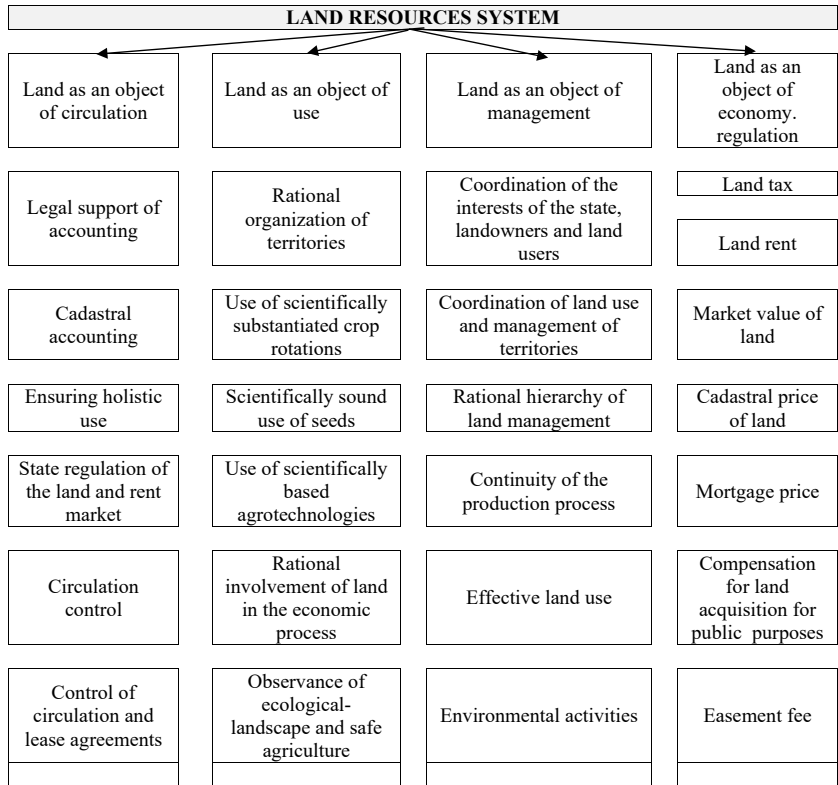 LAND RESOURCES SYSTEM
Land as an object
of circulation
Land as an object of
use
Land as an object of
management
Land as an
object of
economy.
regulation
Legal support of
accounting
Rational
organization of
territories
Coordination of the
interests of the state,
landowners and land
users
Land tax
Land rent
Cadastral
accounting
Use of scientifically
substantiated crop
rotations
Coordination of land use
and management of
territories
Market value of
land
Ensuring holistic
use
Scientifically sound
use of seeds
Rational hierarchy of
land management
Cadastral price
of land
State regulation of
the land and rent
market
Use of scientifically
based
agrotechnologies
Continuity of the
production process
Mortgage price
Circulation
control
Rational
involvement of land
in the economic
process
Effective land use
Compensation
for land
acquisition for
public purposes
Control of
circulation and
lease agreements
Observance of
ecological-
landscape and safe
agriculture
Environmental activities
Easement fee